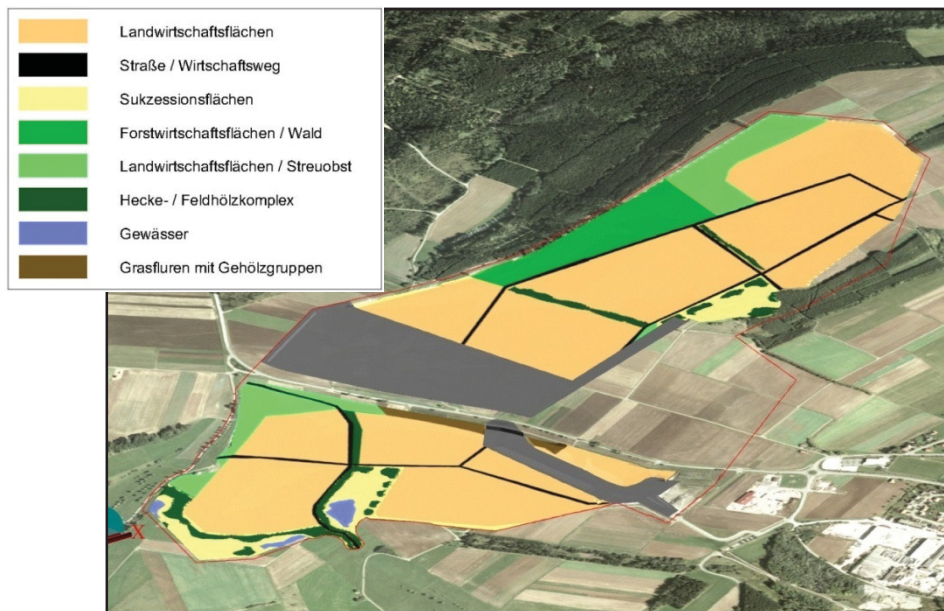 Landwirtschaftsflächen
Straße / Wirtschaftsweg
Sukzessionsflächen
Forstwirtschaftsflächen / Wald
Landwirtschaftsflächen / Streuobst
Hecke- / Feldhölzkomplex
Gewässer
Grasfluren mit Gehölzgruppen
X